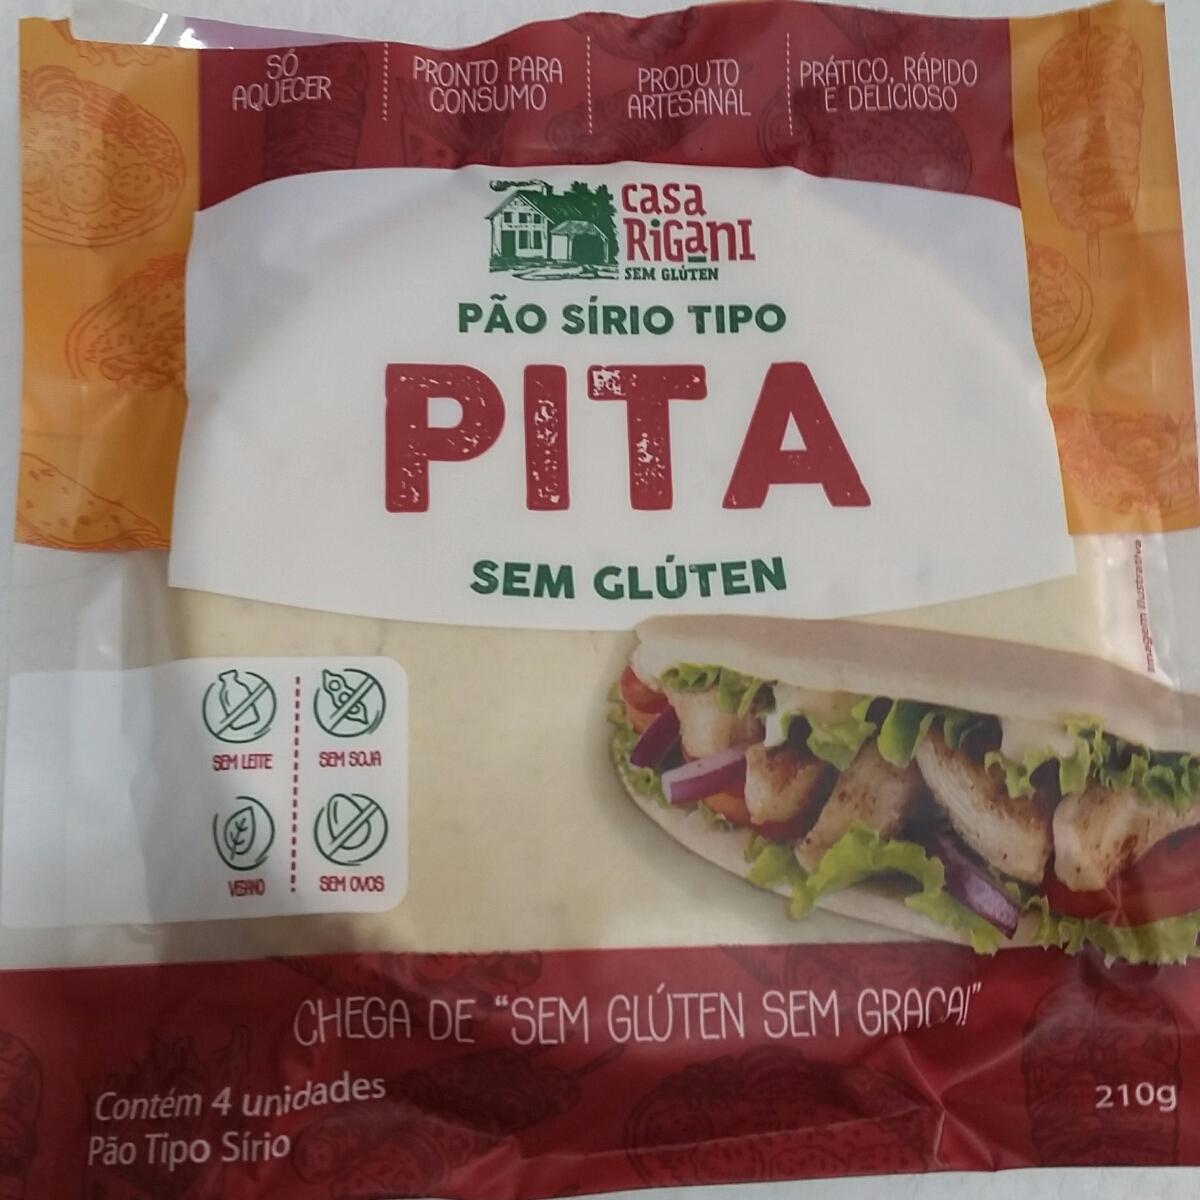 SÓ
AQUECER
PRONTO PARA
CONSUMO
PRODUTO
ARTESANAL
PRÁTICO, RÁPIDO
E DELICIOSO
casa
RiGanI
SEM GLÚTEN
PÃO SÍRIO TIPO
PITA
SEM GLÚTEN
Imagem ilustrativa
SEM LEITE
SEM SOJA
VEGANO
SEM OVOS
CHEGA DE "SEM GLÚTEN SEM GRAÇA!"
Contém 4 unidades
Pão Tipo Sírio
210g